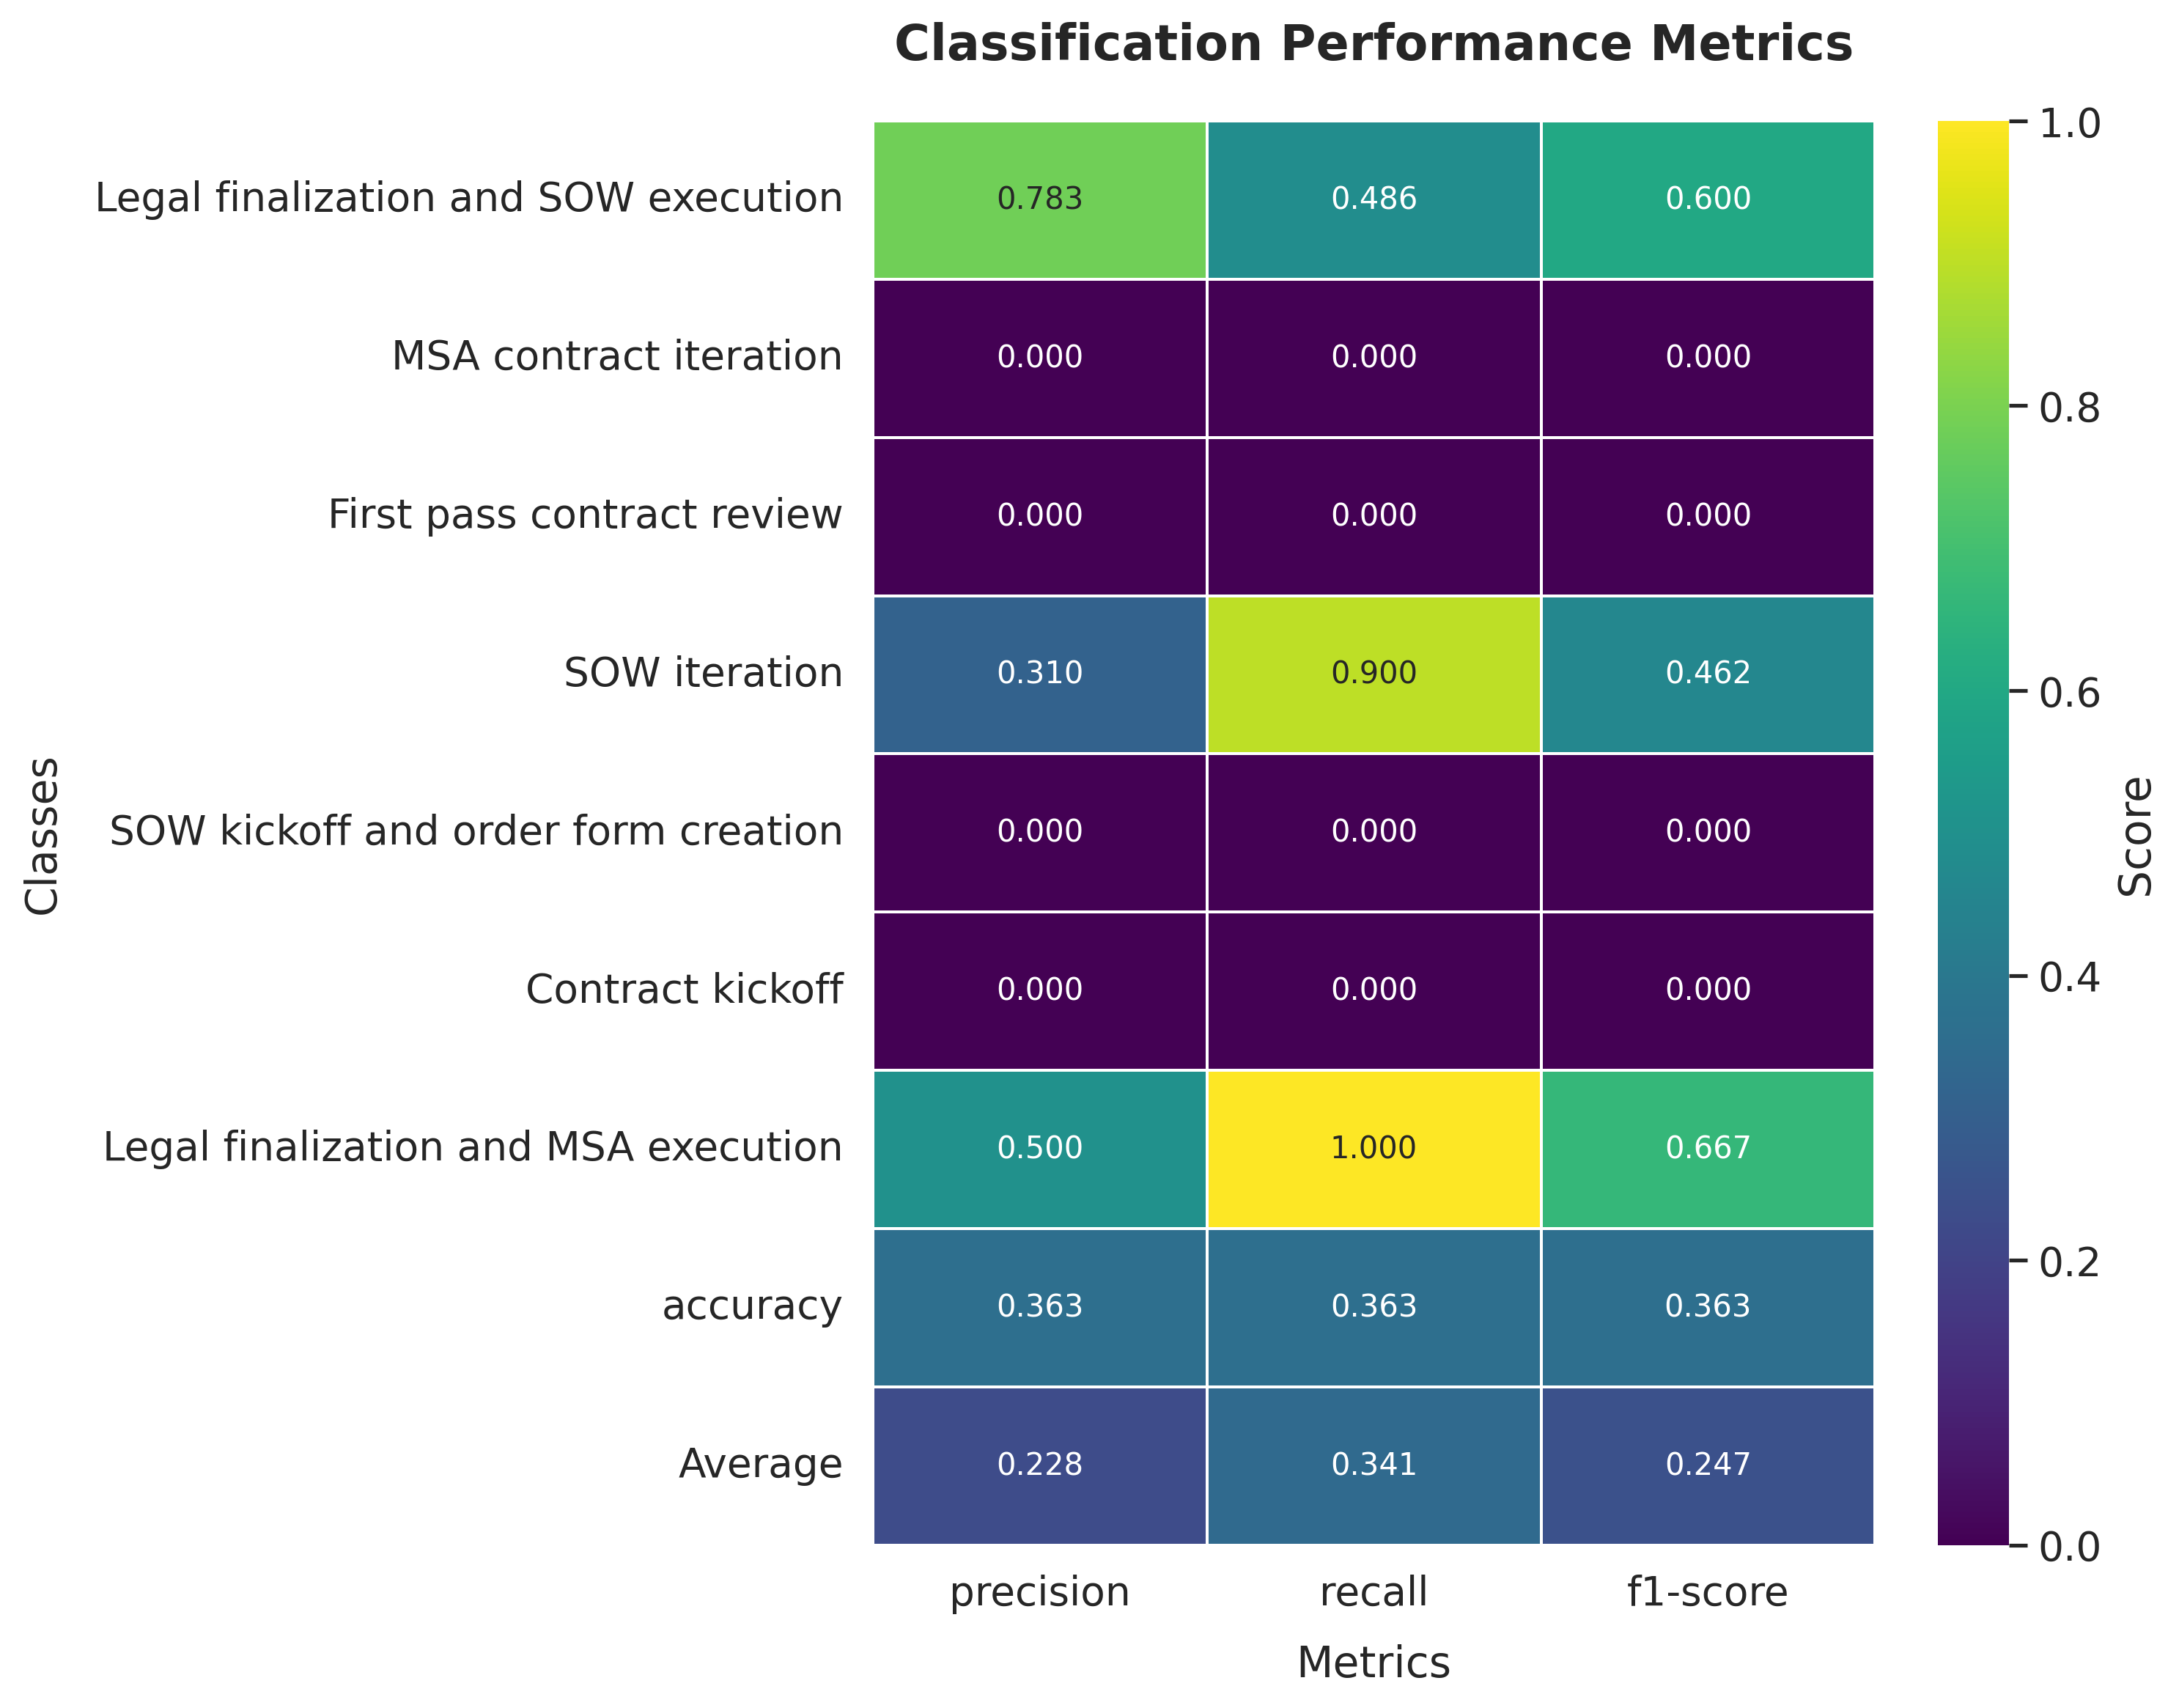 Classification Performance Metrics
Legal finalization and SOW execution 0.783 0.486 0.600
MSA contract iteration 0.000 0.000 0.000
First pass contract review 0.000 0.000 0.000
SOW iteration 0.310 0.900 0.462
SOW kickoff and order form creation 0.000 0.000 0.000
Contract kickoff 0.000 0.000 0.000
Legal finalization and MSA execution 0.500 1.000 0.667
accuracy 0.363 0.363 0.363
Average 0.228 0.341 0.247
precision recall f1-score
Metrics
Classes
1.0
0.8
0.6
0.4
0.2
0.0
Score